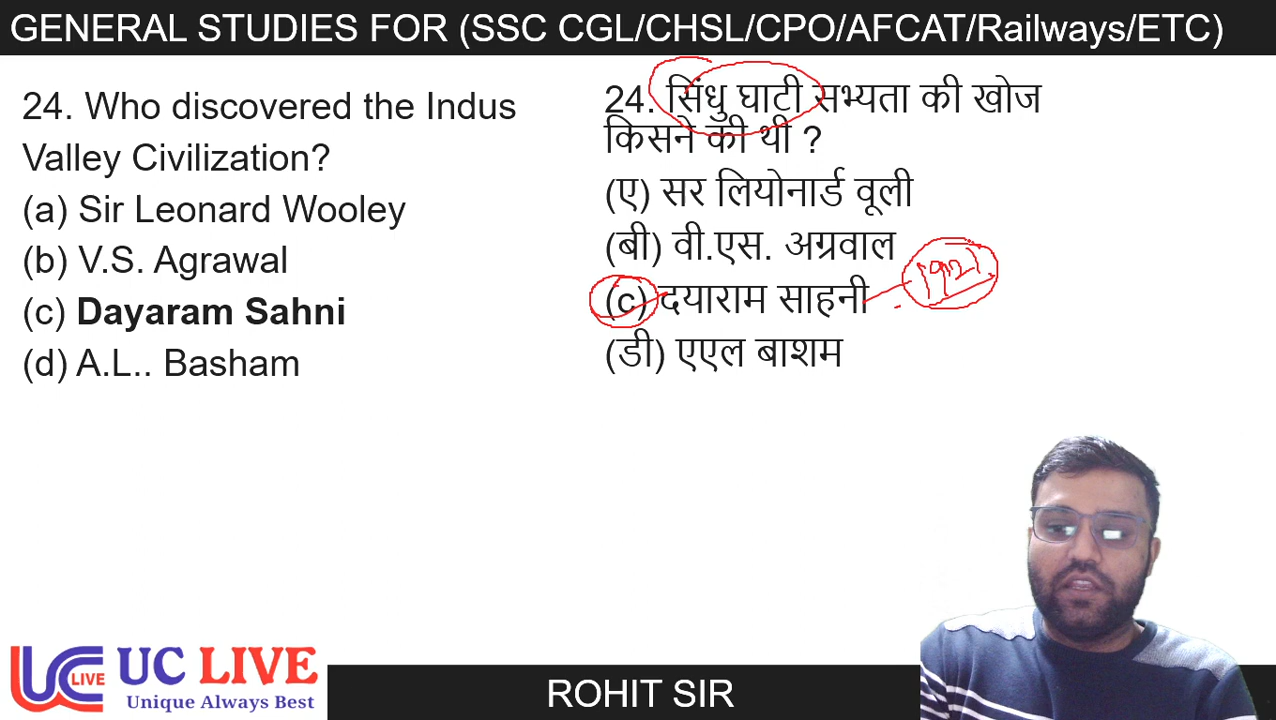 GENERAL STUDIES FOR (SSC CGL/CHSL/CPO/AFCAT/Railways/ETC)
24. Who discovered the Indus
Valley Civilization?
(a) Sir Leonard Wooley
(b) V.S. Agrawal
(c) Dayaram Sahni
(d) A.L.. Basham
24. सिंधु घाटी सभ्यता की खोज
किसने की थी ?
(ए) सर लियोनार्ड वूली
(बी) वी.एस. अग्रवाल
(c) दयाराम साहनी
1921
(डी) एएल बाशम
LIVE
UC LIVE
Unique Always Best
ROHIT SIR